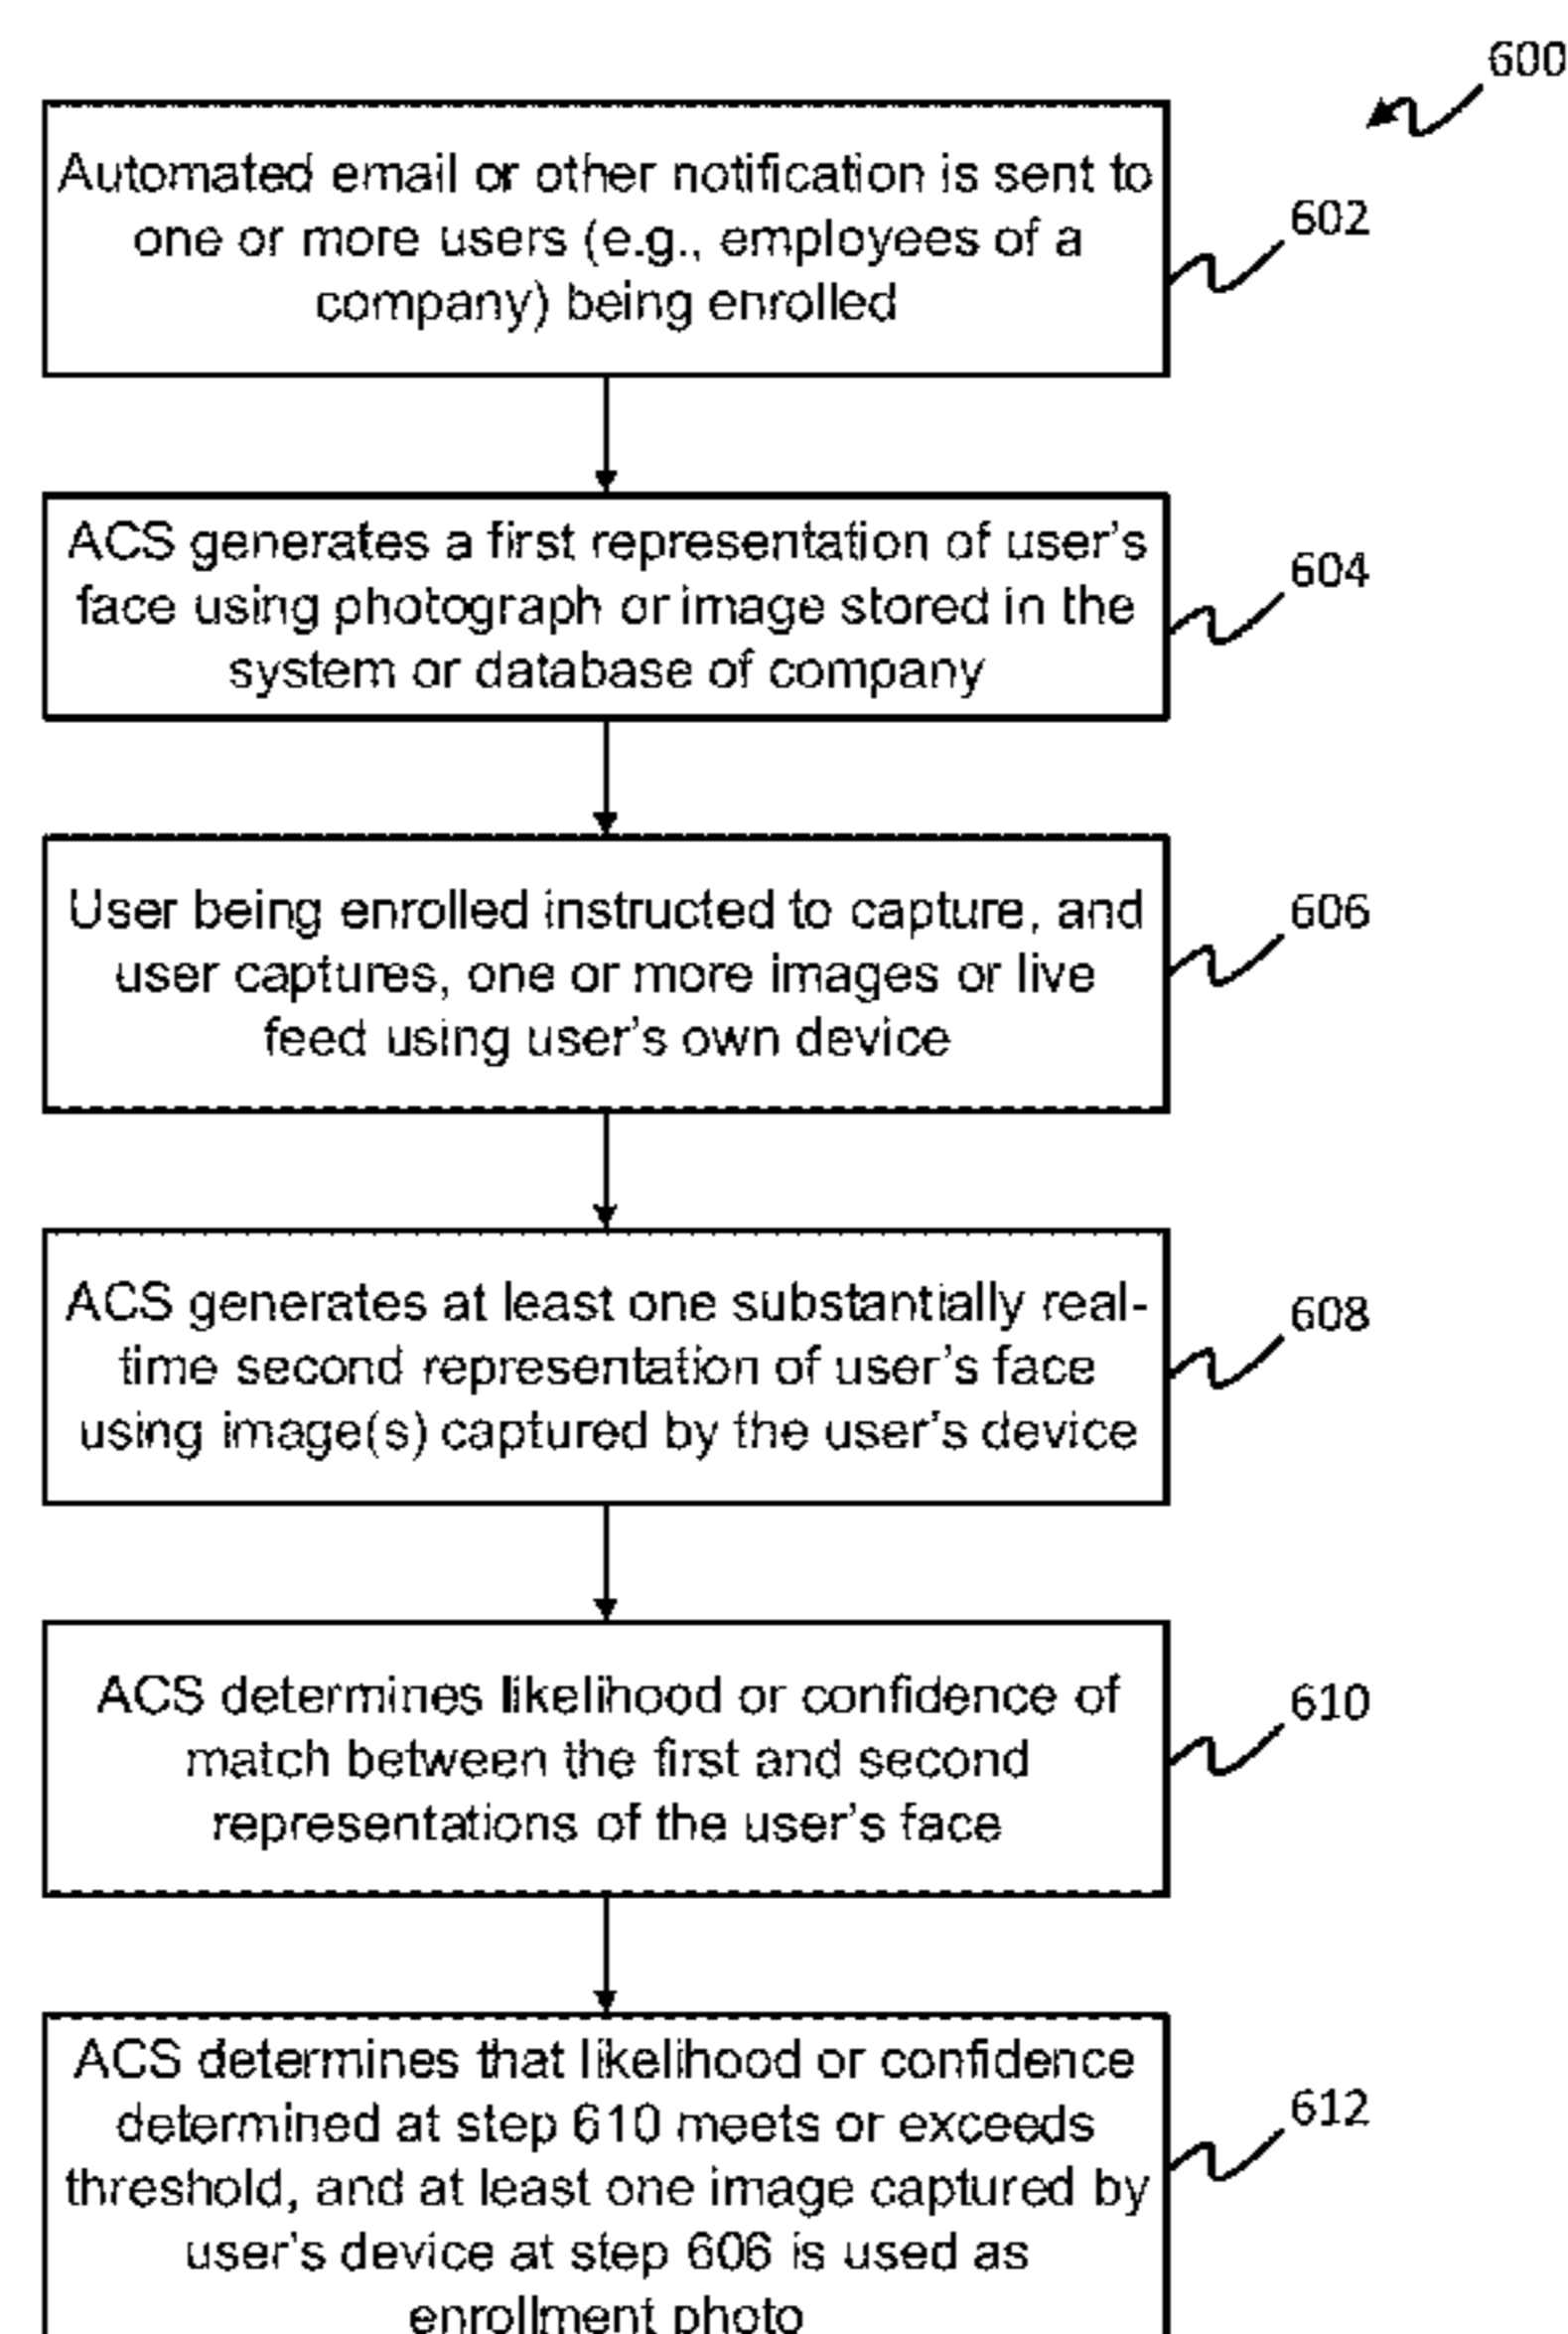 600
Automated email or other notification is sent to
one or more users (e.g., employees of a
company) being enrolled
602
ACS generates a first representation of user's
face using photograph or image stored in the
system or database of company
604
User being enrolled instructed to capture, and
user captures, one or more images or live
feed using user's own device
606
ACS generates at least one substantially real-
time second representation of user's face
using image(s) captured by the user's device
608
ACS determines likelihood or confidence of
match between the first and second
representations of the user's face
610
ACS determines that likelihood or confidence
determined at step 610 meets or exceeds
threshold, and at least one image captured by
user's device at step 606 is used as
enrollment photo
612